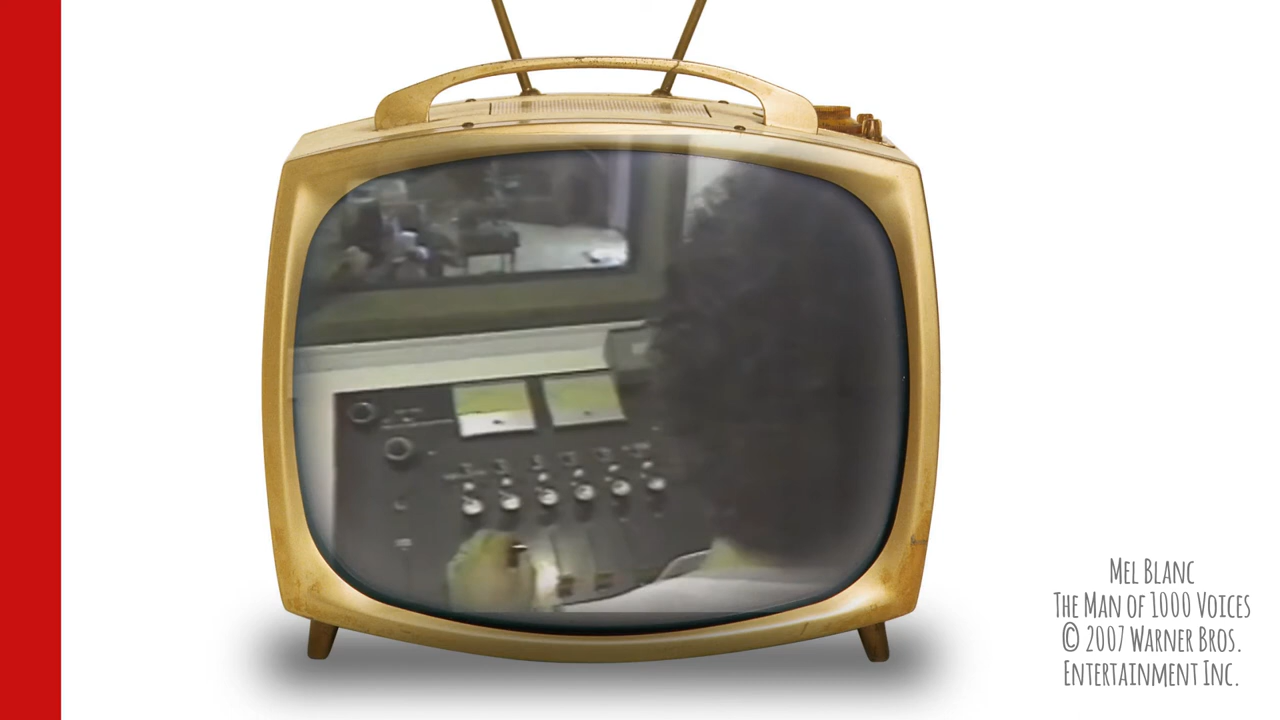 Mel Blanc
The Man of 1000 Voices
© 2007 Warner Bros.
Entertainment Inc.